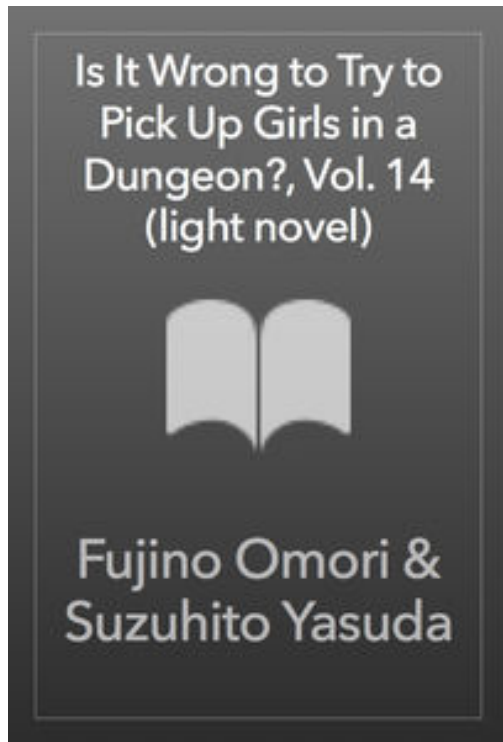 Is It Wrong to Try to
Pick Up Girls in a
Dungeon?, Vol. 14
(light novel)
Fujino Omori &
Suzuhito Yasuda